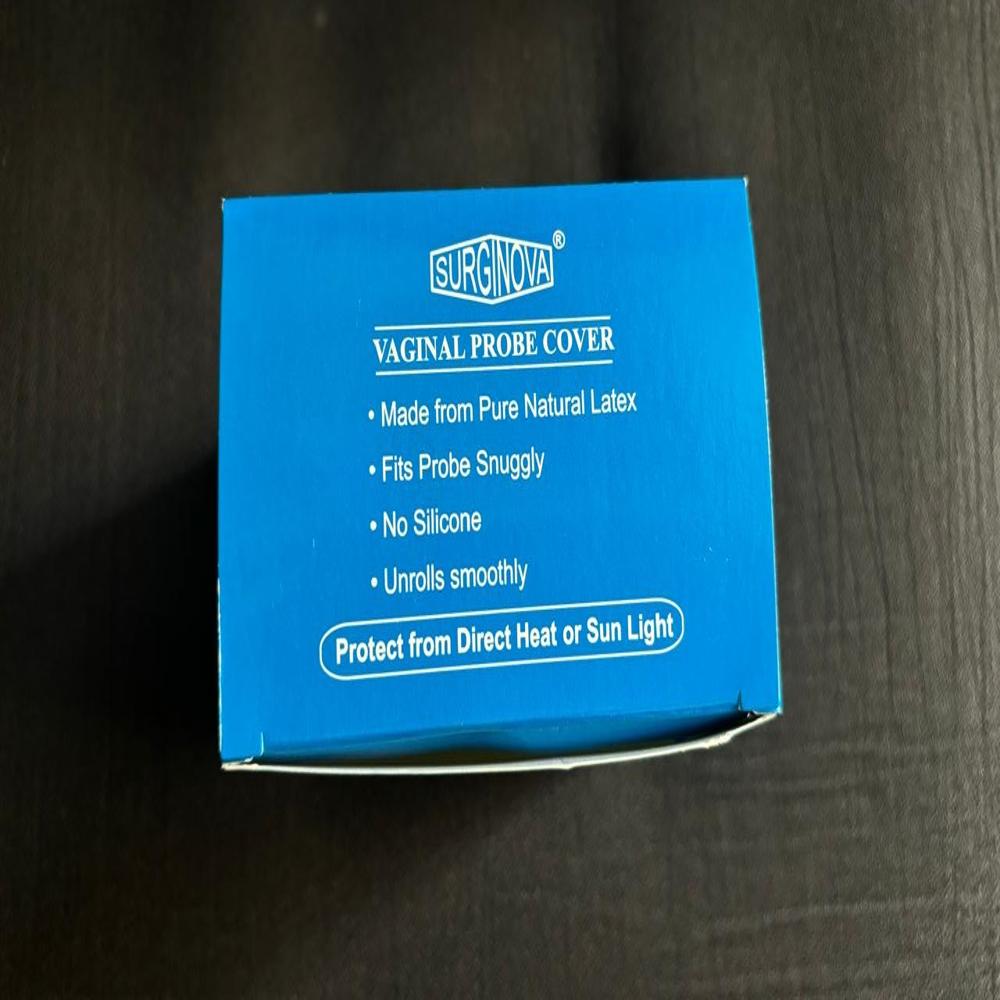 SURGINOVA®
VAGINAL PROBE COVER
• Made from Pure Natural Latex
• Fits Probe Snuggly
• No Silicone
• Unrolls smoothly
Protect from Direct Heat or Sun Light